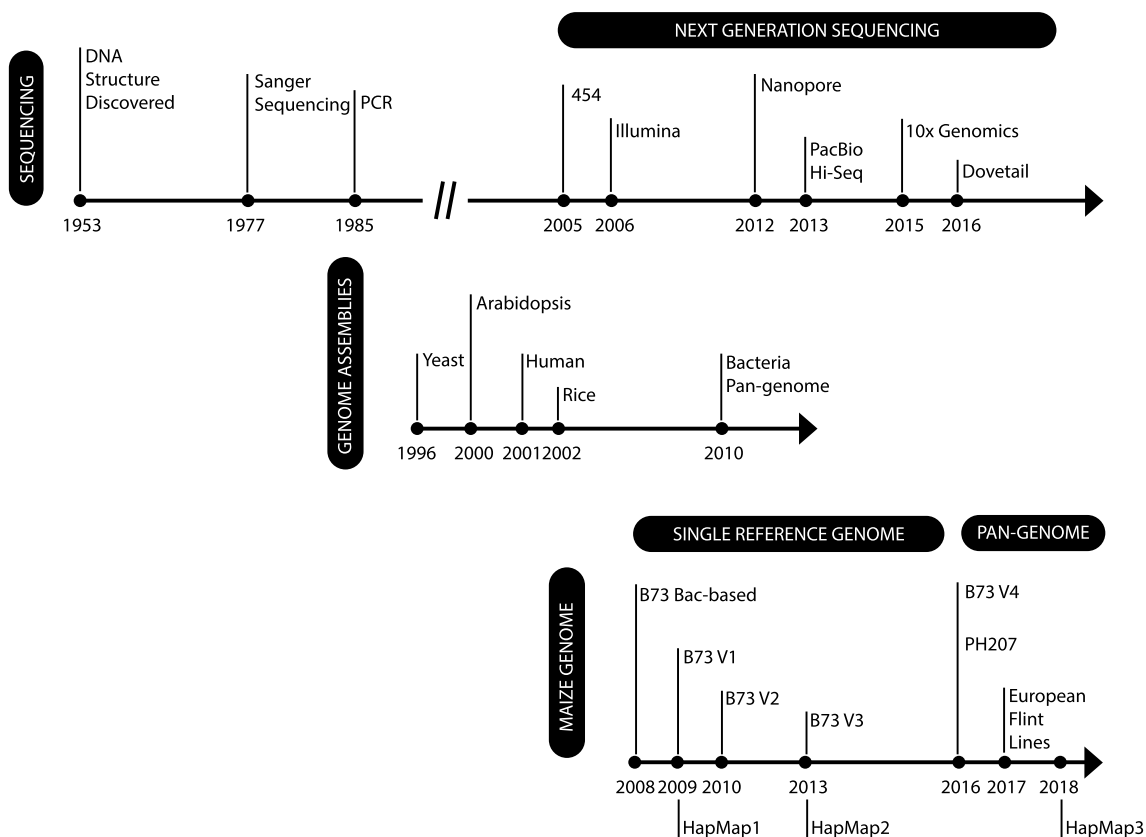 NEXT GENERATION SEQUENCING
SEQUENCING
DNA
Structure
Discovered
Sanger
Sequencing
PCR
454
Illumina
Nanopore
PacBio
Hi-Seq
10x Genomics
Dovetail
1953
1977
1985
2005
2006
2012
2013
2015
2016
GENOME ASSEMBLIES
Yeast
Arabidopsis
Human
Rice
Bacteria
Pan-genome
1996
2000
2001
2002
2010
SINGLE REFERENCE GENOME
PAN-GENOME
MAIZE GENOME
B73 Bac-based
B73 V1
B73 V2
B73 V3
B73 V4
PH207
European
Flint
Lines
2008
2009
2010
2013
2016
2017
2018
HapMap1
HapMap2
HapMap3